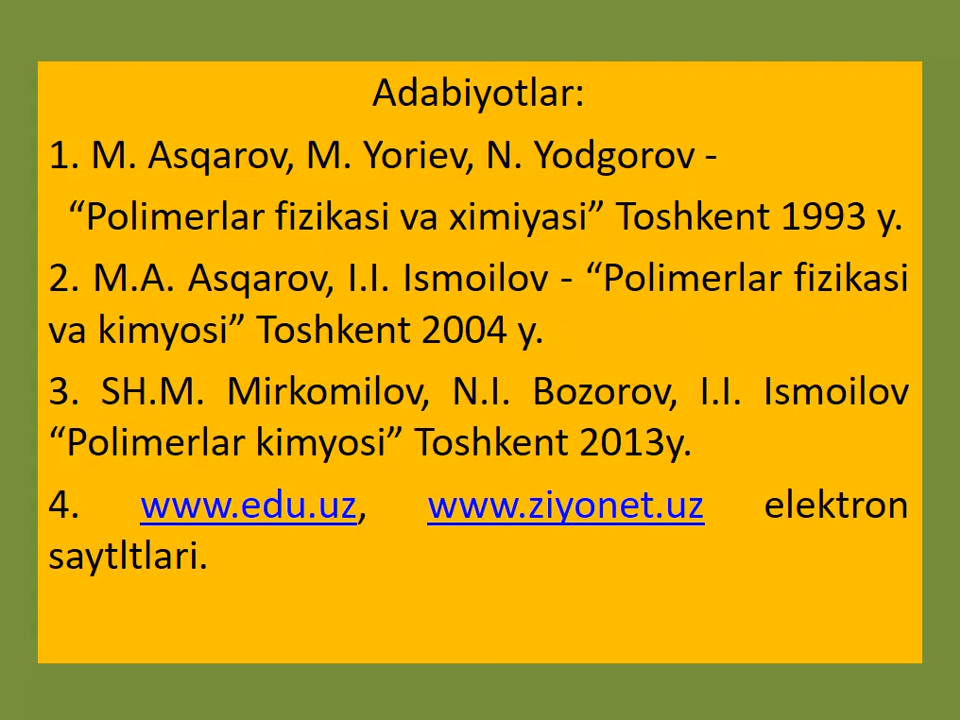 Adabiyotlar:
1. M. Asqarov, M. Yoriev, N. Yodgorov -
“Polimerlar fizikasi va ximiyasi” Toshkent 1993 y.
2. M.A. Asqarov, I.I. Ismoilov - “Polimerlar fizikasi
va kimyosi” Toshkent 2004 y.
3. SH.M. Mirkomilov, N.I. Bozorov, I.I. Ismoilov
“Polimerlar kimyosi” Toshkent 2013y.
4. www.edu.uz, www.ziyonet.uz elektron
saytltlari.